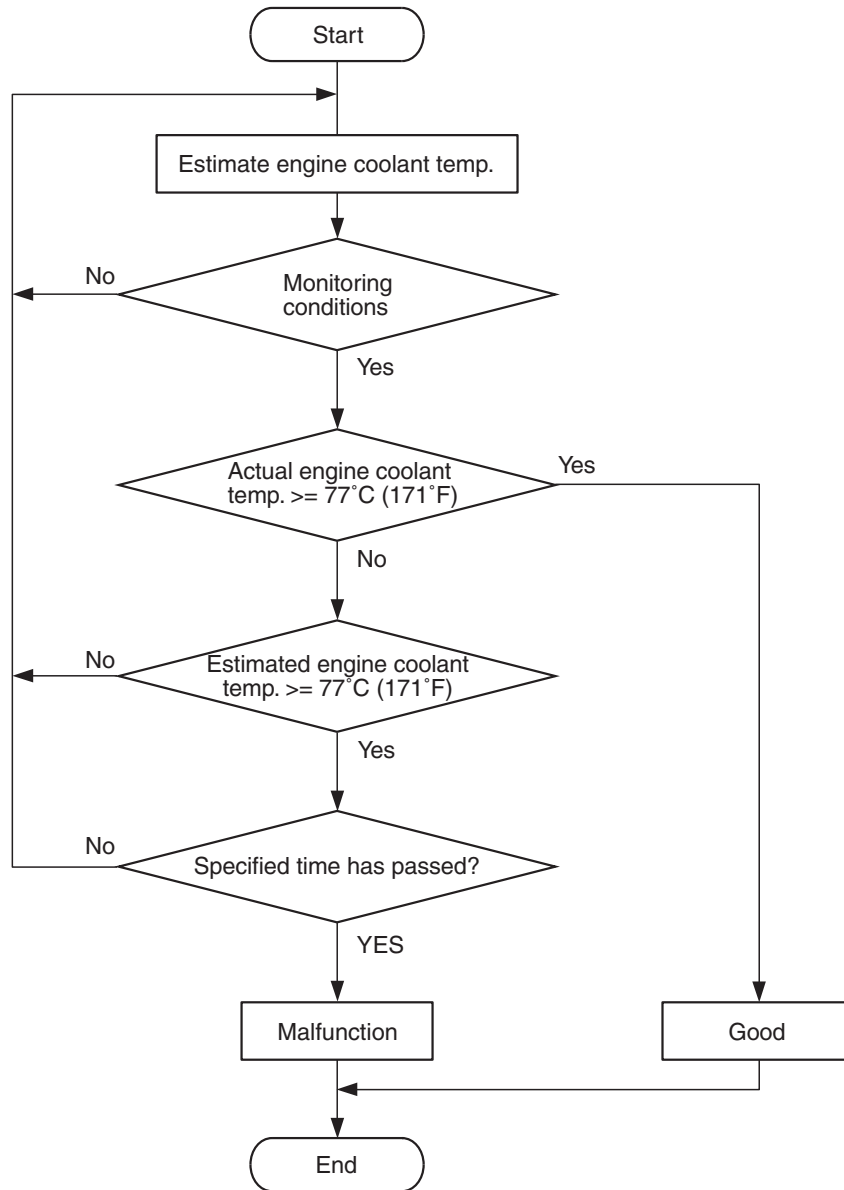 Start
Estimate engine coolant temp.
No
Monitoring
conditions
Yes
Actual engine coolant
temp. >= 77˚C (171˚F)
Yes
No
No
Estimated engine coolant
temp. >= 77˚C (171˚F)
Yes
No
Specified time has passed?
YES
Malfunction
Good
End